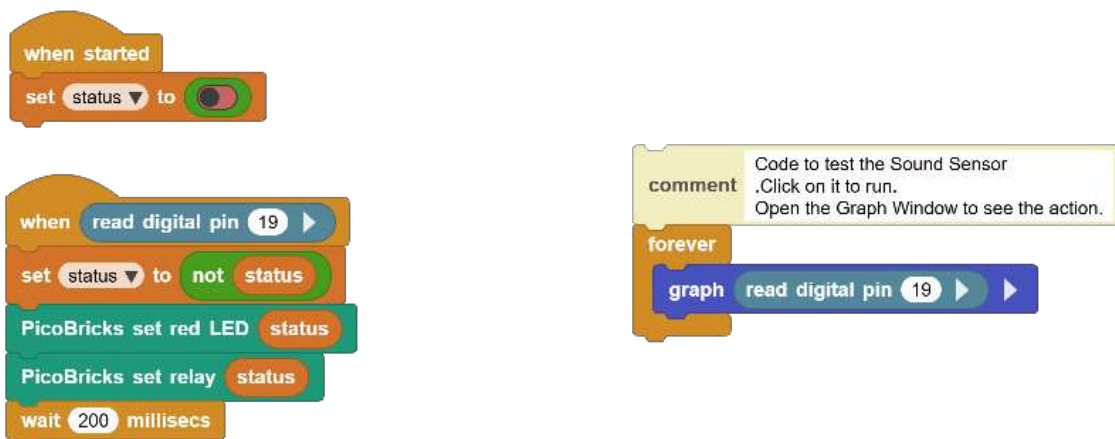 when started
set status to
when read digital pin 19
set status to not status
PicoBricks set red LED status
PicoBricks set relay status
wait 200 millisecs
comment
Code to test the Sound Sensor
.Click on it to run.
Open the Graph Window to see the action.
forever
graph read digital pin 19